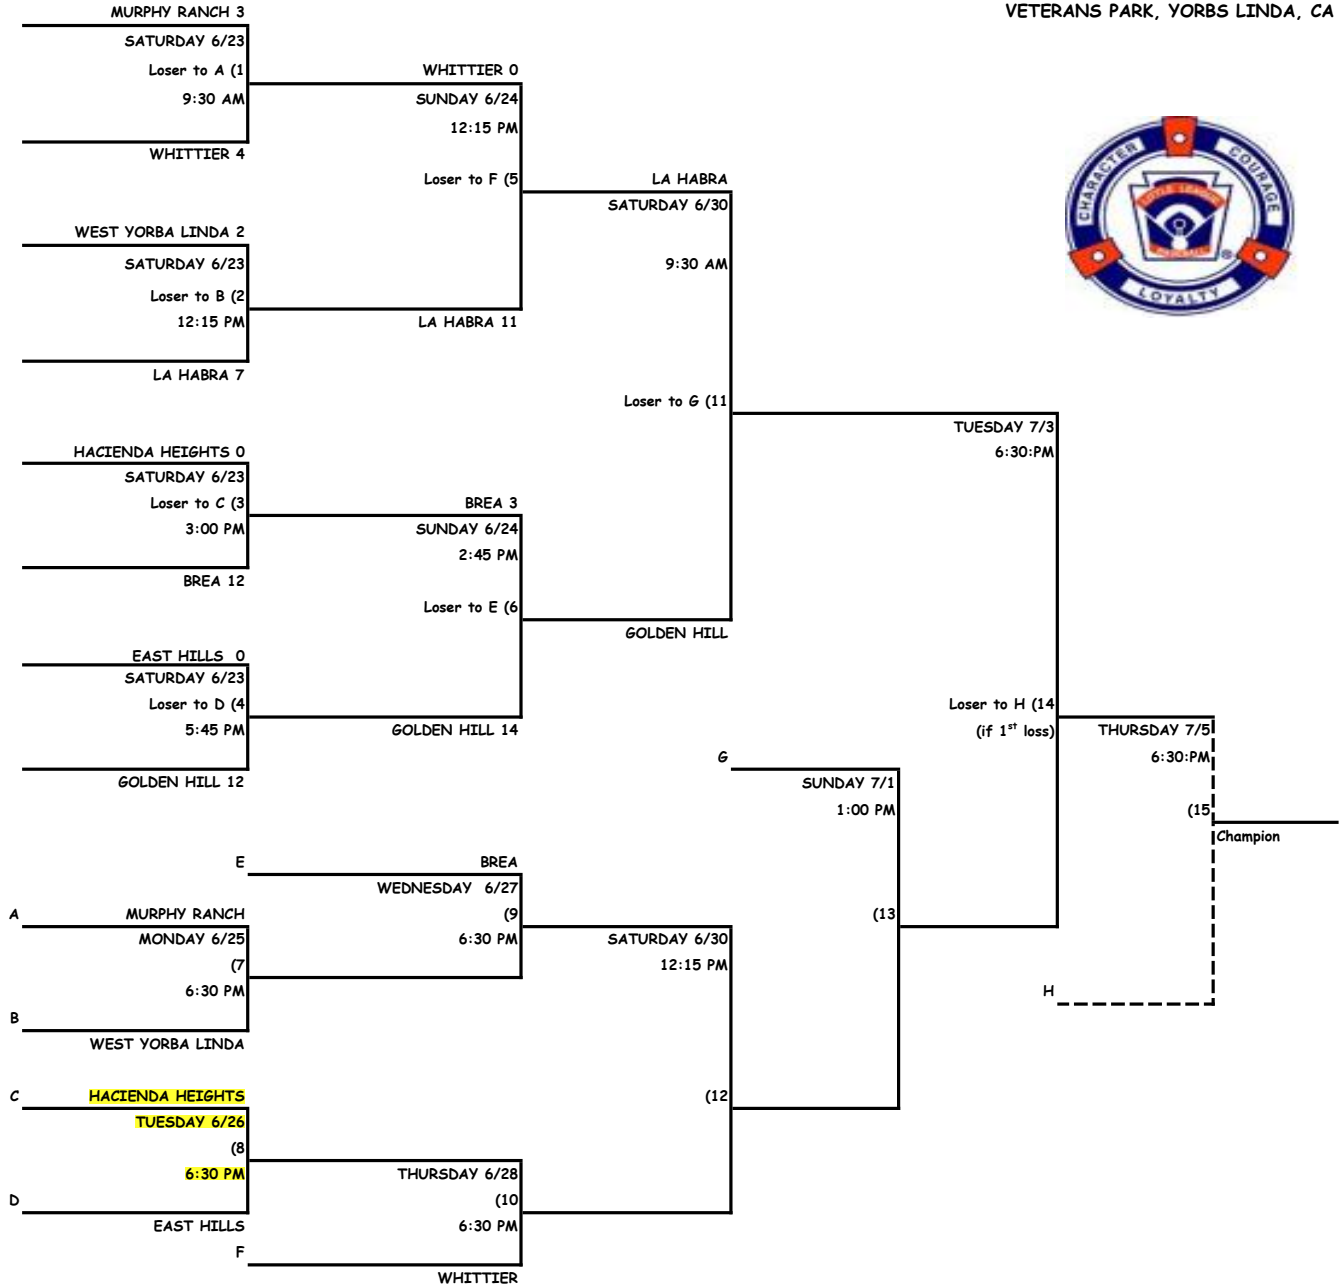 MURPHY RANCH 3
VETERANS PARK, YORBS LINDA, CA
SATURDAY 6/23
Loser to A (1
9:30 AM
WHITTIER 4
WHITTIER 0
SUNDAY 6/24
12:15 PM
Loser to F (5
WEST YORBA LINDA 2
SATURDAY 6/23
Loser to B (2
12:15 PM
LA HABRA 7
LA HABRA 11
LA HABRA
SATURDAY 6/30
9:30 AM
Loser to G (11
CHARACTER
COURAGE
LOYALTY
LITTLE LEAGUE
BASEBALL
®
HACIENDA HEIGHTS 0
SATURDAY 6/23
Loser to C (3
3:00 PM
BREA 12
BREA 3
SUNDAY 6/24
2:45 PM
Loser to E (6
GOLDEN HILL
EAST HILLS 0
SATURDAY 6/23
Loser to D (4
5:45 PM
GOLDEN HILL 12
GOLDEN HILL 14
TUESDAY 7/3
6:30:PM
Loser to H (14
(if 1st loss)
THURSDAY 7/5
6:30:PM
(15
Champion
G
SUNDAY 7/1
1:00 PM
(13
H
E
BREA
WEDNESDAY 6/27
(9
6:30 PM
A
MURPHY RANCH
MONDAY 6/25
(7
6:30 PM
B
WEST YORBA LINDA
SATURDAY 6/30
12:15 PM
(12
C
HACIENDA HEIGHTS
TUESDAY 6/26
(8
6:30 PM
D
EAST HILLS
THURSDAY 6/28
(10
6:30 PM
F
WHITTIER